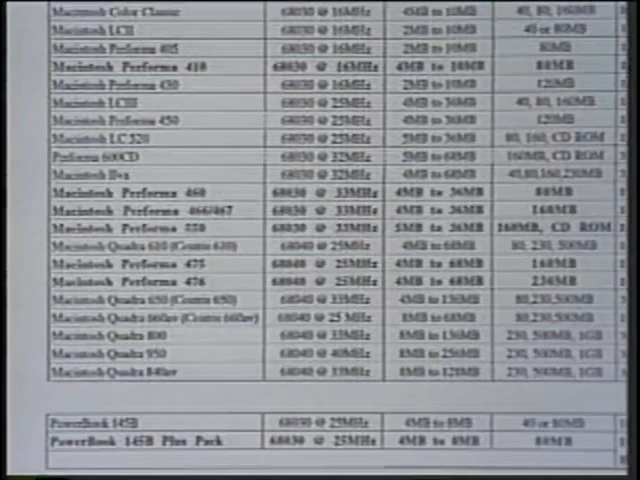 Macintosh Color Classic 68030 @ 16MHz 4MB to 10MB 40, 80, 160MB
Macintosh LCII 68030 @ 16MHz 2MB to 10MB 40 or 80MB
Macintosh Performa 405 68030 @ 16MHz 2MB to 10MB 80MB
Macintosh Performa 410 68030 @ 16MHz 4MB to 10MB 80MB
Macintosh Performa 430 68030 @ 16MHz 2MB to 10MB 120MB
Macintosh LCIII 68030 @ 25MHz 4MB to 36MB 40, 80, 160MB
Macintosh Performa 450 68030 @ 25MHz 4MB to 36MB 120MB
Macintosh LC 520 68030 @ 25MHz 5MB to 36MB 80, 160, CD ROM
Performa 600CD 68030 @ 32MHz 5MB to 68MB 160MB, CD ROM
Macintosh IIvx 68030 @ 32MHz 4MB to 68MB 40,80,160,230MB
Macintosh Performa 460 68030 @ 33MHz 4MB to 36MB 80MB
Macintosh Performa 466/467 68030 @ 33MHz 4MB to 36MB 160MB
Macintosh Performa 550 68030 @ 33MHz 5MB to 36MB 160MB, CD ROM
Macintosh Quadra 610 (Centris 610) 68040 @ 25MHz 4MB to 68MB 80, 230, 500MB
Macintosh Performa 475 68040 @ 25MHz 4MB to 68MB 160MB
Macintosh Performa 476 68040 @ 25MHz 4MB to 68MB 230MB
Macintosh Quadra 650 (Centris 650) 68040 @ 33MHz 4MB to 136MB 80,230,500MB
Macintosh Quadra 660av (Centris 660av) 68040 @ 25 MHz 8MB to 68MB 80,230,500MB
Macintosh Quadra 800 68040 @ 33MHz 8MB to 136MB 230, 500MB, 1GB
Macintosh Quadra 950 68040 @ 40MHz 8MB to 256MB 230, 500MB, 1GB
Macintosh Quadra 840av 68040 @ 33MHz 8MB to 128MB 230, 500MB, 1GB
PowerBook 145B 68030 @ 25MHz 4MB to 8MB 40 or 80MB
PowerBook 145B Plus Pack 68030 @ 25MHz 4MB to 8MB 80MB